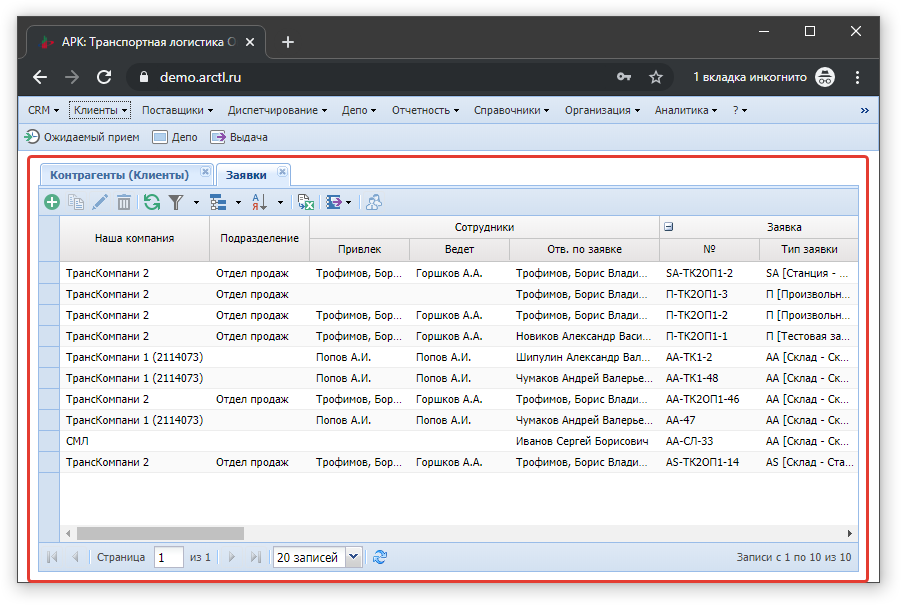 АРК: Транспортная логистика О
demo.arctl.ru
1 вкладка инкогнито
CRM Клиенты Поставщики Диспетчирование Депо Отчетность Справочники Организация Аналитика ? »
Ожидаемый прием Депо Выдача
Контрагенты (Клиенты) Заявки
Сотрудники Заявка
Наша компания Подразделение Привлек Ведет Отв. по заявке № Тип заявки
ТрансКомпани 2 Отдел продаж Трофимов, Бор... Горшков А.А. Трофимов, Борис Влади... SA-ТК2ОП1-2 SA [Станция - ...
ТрансКомпани 2 Отдел продаж Трофимов, Борис Влади... П-ТК2ОП1-3 П [Произвольн...
ТрансКомпани 2 Отдел продаж Трофимов, Бор... Горшков А.А. Трофимов, Борис Влади... П-ТК2ОП1-2 П [Произвольн...
ТрансКомпани 2 Отдел продаж Трофимов, Бор... Горшков А.А. Новиков Александр Васи... П-ТК2ОП1-1 П [Тестовая за...
ТрансКомпани 1 (2114073) Попов А.И. Попов А.И. Шипулин Александр Вал... АА-ТК1-2 АА [Склад - Ск...
ТрансКомпани 1 (2114073) Попов А.И. Попов А.И. Чумаков Андрей Валерье... АА-ТК1-48 АА [Склад - Ск...
ТрансКомпани 2 Отдел продаж Трофимов, Бор... Горшков А.А. Трофимов, Борис Влади... АА-ТК2ОП1-46 АА [Склад - Ск...
ТрансКомпани 1 (2114073) Попов А.И. Попов А.И. Чумаков Андрей Валерье... АА-47 АА [Склад - Ск...
СМЛ Иванов Сергей Борисович АА-СЛ-33 АА [Склад - Ск...
ТрансКомпани 2 Отдел продаж Трофимов, Бор... Горшков А.А. Трофимов, Борис Влади... AS-ТК2ОП1-14 AS [Склад - Ста...
Страница 1 из 1 20 записей Записи с 1 по 10 из 10